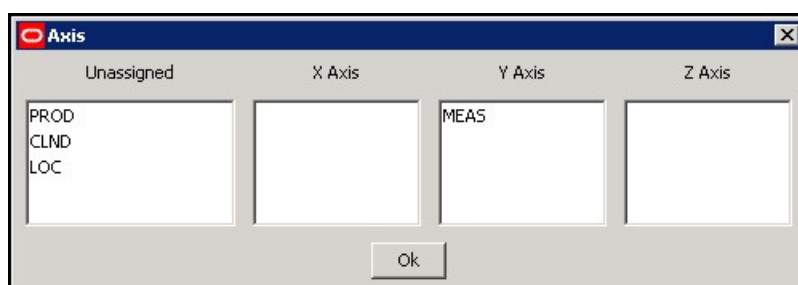 Axis
Unassigned X Axis Y Axis Z Axis
PROD MEAS
CLND
LOC
Ok